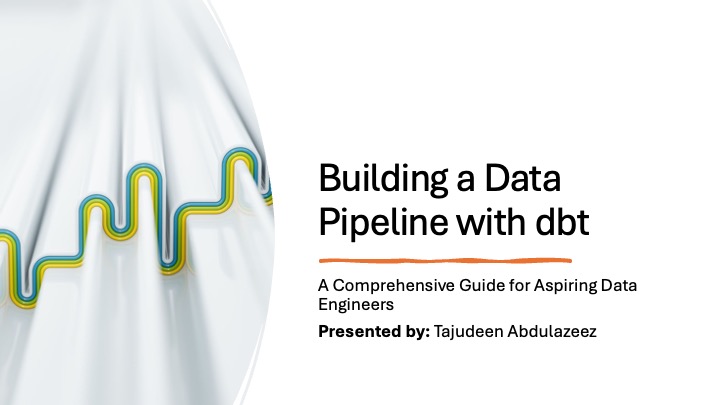 Building a Data
Pipeline with dbt
A Comprehensive Guide for Aspiring Data
Engineers
Presented by: Tajudeen Abdulazeez